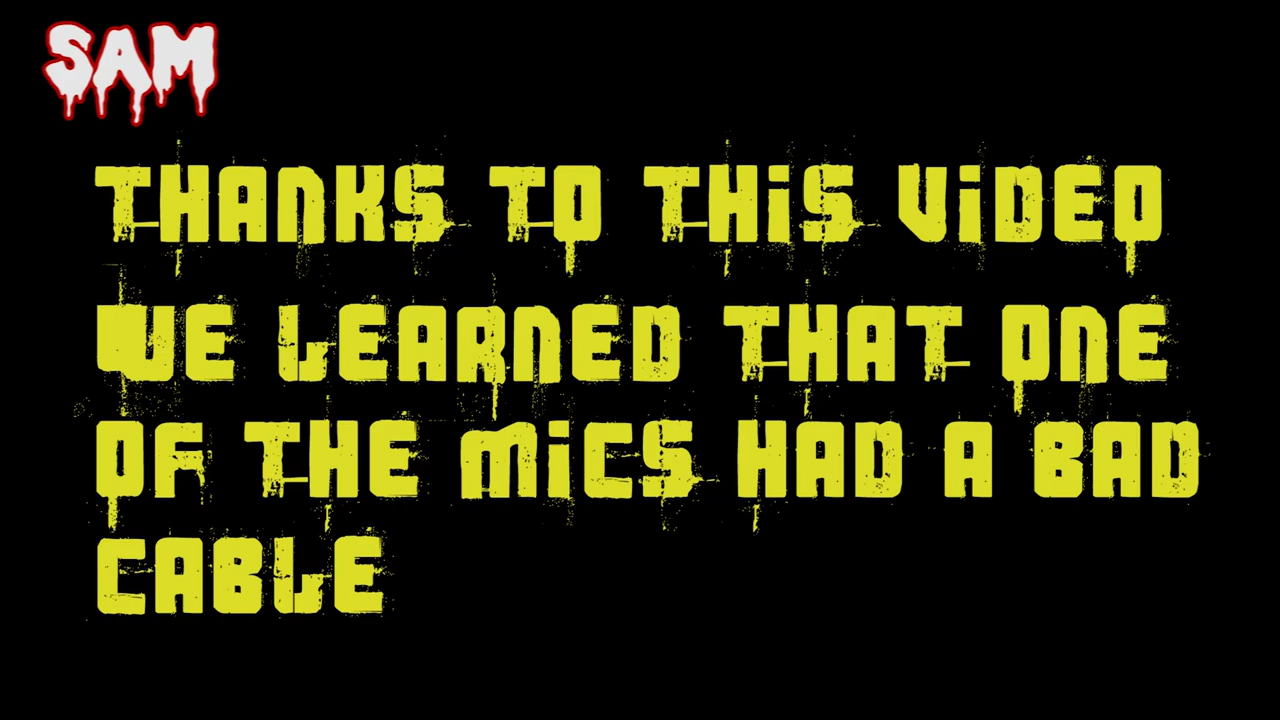 SAM
THANKS TO THiS ViDEO
WE LEARNED THAT ONE
OF THE MiCS HAD A BAD
CABLE